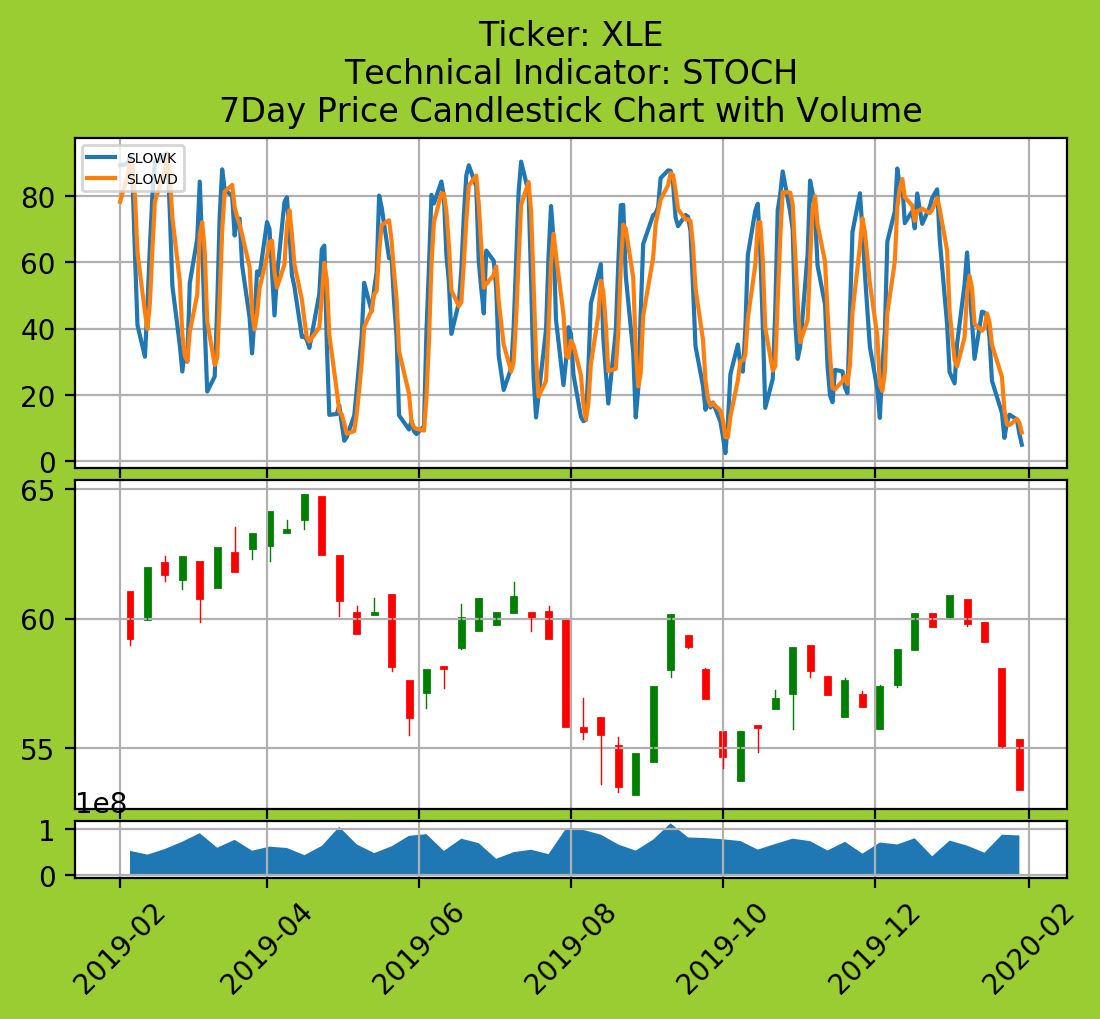 Ticker: XLE
Technical Indicator: STOCH
7Day Price Candlestick Chart with Volume
SLOWK
SLOWD
80
60
40
20
0
65
60
55
1e8
1
0
2019-02
2019-04
2019-06
2019-08
2019-10
2019-12
2020-02